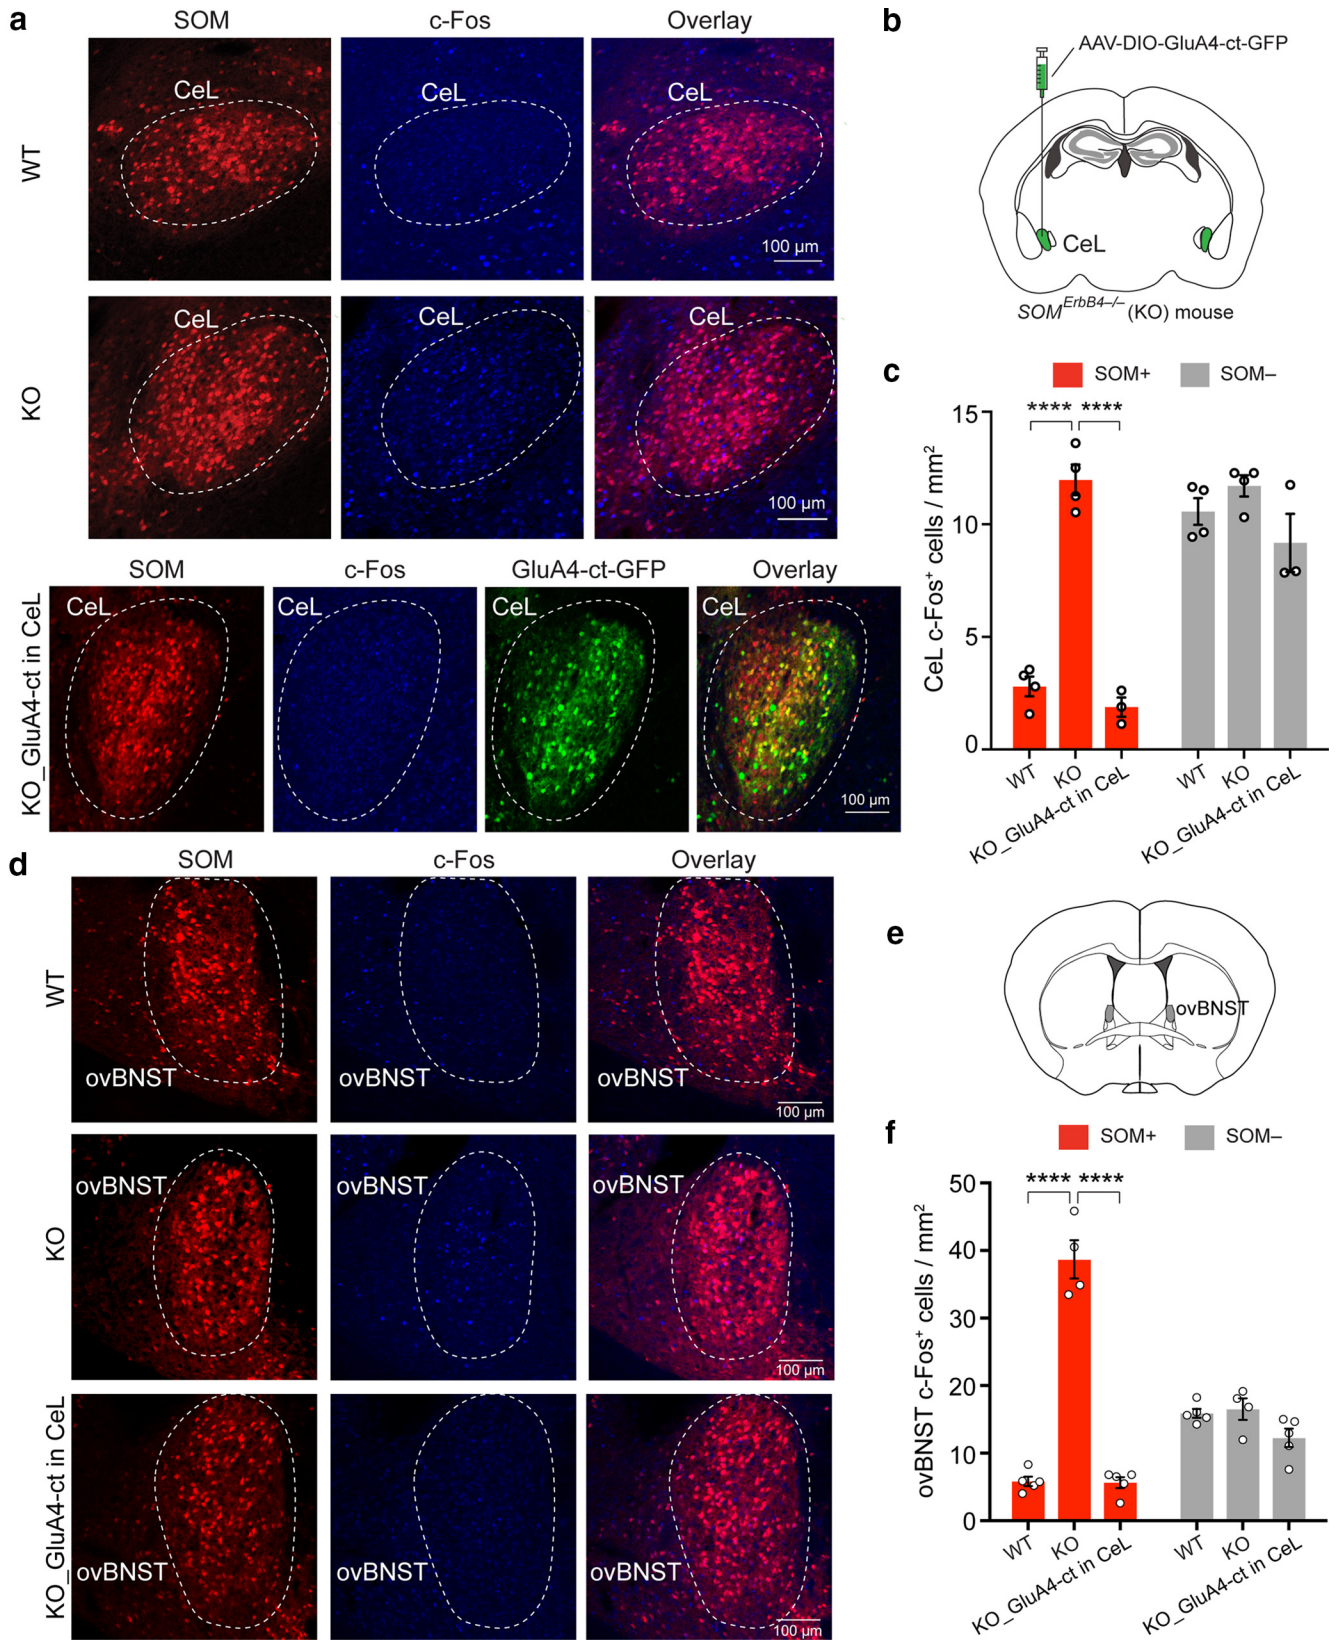 a
SOM
c-Fos
Overlay
WT
CeL
CeL
CeL
100 µm
KO
CeL
CeL
CeL
100 µm
SOM
c-Fos
GluA4-ct-GFP
Overlay
KO_GluA4-ct in CeL
CeL
CeL
CeL
CeL
100 µm
b
AAV-DIO-GluA4-ct-GFP
CeL
SOM^ErbB4–/– (KO) mouse
c
SOM+
SOM–
**** ****
CeL c-Fos⁺ cells / mm²
15
10
5
0
WT
KO
KO_GluA4-ct in CeL
WT
KO
KO_GluA4-ct in CeL
d
SOM
c-Fos
Overlay
WT
ovBNST
ovBNST
ovBNST
100 µm
KO
ovBNST
ovBNST
ovBNST
100 µm
KO_GluA4-ct in CeL
ovBNST
ovBNST
ovBNST
100 µm
e
ovBNST
f
SOM+
SOM–
**** ****
ovBNST c-Fos⁺ cells / mm²
50
40
30
20
10
0
WT
KO
KO_GluA4-ct in CeL
WT
KO
KO_GluA4-ct in CeL